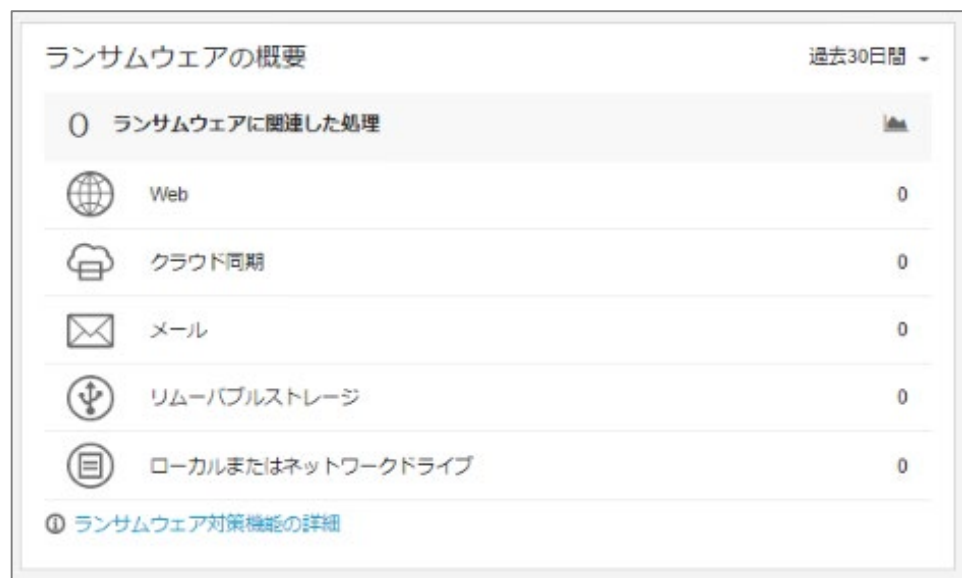 ランサムウェアの概要 過去30日間
0 ランサムウェアに関連した処理
Web 0
クラウド同期 0
メール 0
リムーバブルストレージ 0
ローカルまたはネットワークドライブ 0
ランサムウェア対策機能の詳細